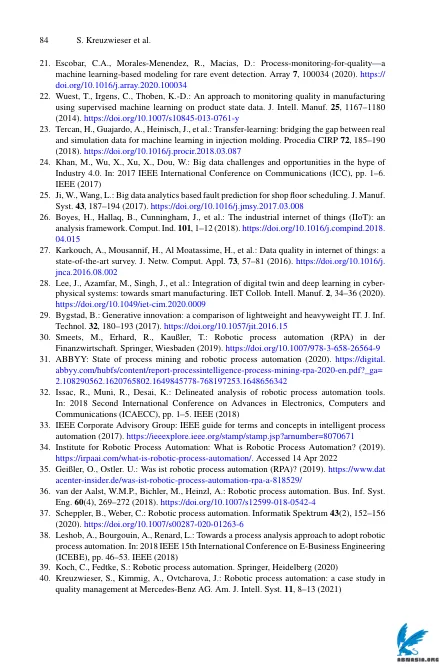 84 S. Kreuzwieser et al.
21. Escobar, C.A., Morales-Menendez, R., Macias, D.: Process-monitoring-for-quality—a
machine learning-based modeling for rare event detection. Array 7, 100034 (2020). https://
doi.org/10.1016/j.array.2020.100034
22. Wuest, T., Irgens, C., Thoben, K.-D.: An approach to monitoring quality in manufacturing
using supervised machine learning on product state data. J. Intell. Manuf. 25, 1167–1180
(2014). https://doi.org/10.1007/s10845-013-0761-y
23. Tercan, H., Guajardo, A., Heinisch, J., et al.: Transfer-learning: bridging the gap between real
and simulation data for machine learning in injection molding. Procedia CIRP 72, 185–190
(2018). https://doi.org/10.1016/j.procir.2018.03.087
24. Khan, M., Wu, X., Xu, X., Dou, W.: Big data challenges and opportunities in the hype of
Industry 4.0. In: 2017 IEEE International Conference on Communications (ICC), pp. 1–6.
IEEE (2017)
25. Ji, W., Wang, L.: Big data analytics based fault prediction for shop floor scheduling. J. Manuf.
Syst. 43, 187–194 (2017). https://doi.org/10.1016/j.jmsy.2017.03.008
26. Boyes, H., Hallaq, B., Cunningham, J., et al.: The industrial internet of things (IIoT): an
analysis framework. Comput. Ind. 101, 1–12 (2018). https://doi.org/10.1016/j.compind.2018.
04.015
27. Karkouch, A., Mousannif, H., Al Moatassime, H., et al.: Data quality in internet of things: a
state-of-the-art survey. J. Netw. Comput. Appl. 73, 57–81 (2016). https://doi.org/10.1016/j.
jnca.2016.08.002
28. Lee, J., Azamfar, M., Singh, J., et al.: Integration of digital twin and deep learning in cyber-
physical systems: towards smart manufacturing. IET Collob. Intell. Manuf. 2, 34–36 (2020).
https://doi.org/10.1049/iet-cim.2020.0009
29. Bygstad, B.: Generative innovation: a comparison of lightweight and heavyweight IT. J. Inf.
Technol. 32, 180–193 (2017). https://doi.org/10.1057/jit.2016.15
30. Smeets, M., Erhard, R., Kaußler, T.: Robotic process automation (RPA) in der
Finanzwirtschaft. Springer, Wiesbaden (2019). https://doi.org/10.1007/978-3-658-26564-9
31. ABBYY: State of process mining and robotic process automation (2020). https://digital.
abbyy.com/hubfs/content/report-processintelligence-process-mining-rpa-2020-en.pdf?_ga=
2.108290562.1620765802.1649845778-768197253.1648656342
32. Issac, R., Muni, R., Desai, K.: Delineated analysis of robotic process automation tools.
In: 2018 Second International Conference on Advances in Electronics, Computers and
Communications (ICAECC), pp. 1–5. IEEE (2018)
33. IEEE Corporate Advisory Group: IEEE guide for terms and concepts in intelligent process
automation (2017). https://ieeexplore.ieee.org/stamp/stamp.jsp?arnumber=8070671
34. Institute for Robotic Process Automation: What is Robotic Process Automation? (2019).
https://irpaai.com/what-is-robotic-process-automation/. Accessed 14 Apr 2022
35. Geißler, O., Ostler. U.: Was ist robotic process automation (RPA)? (2019). https://www.dat
acenter-insider.de/was-ist-robotic-process-automation-rpa-a-818529/
36. van der Aalst, W.M.P., Bichler, M., Heinzl, A.: Robotic process automation. Bus. Inf. Syst.
Eng. 60(4), 269–272 (2018). https://doi.org/10.1007/s12599-018-0542-4
37. Scheppler, B., Weber, C.: Robotic process automation. Informatik Spektrum 43(2), 152–156
(2020). https://doi.org/10.1007/s00287-020-01263-6
38. Leshob, A., Bourgouin, A., Renard, L.: Towards a process analysis approach to adopt robotic
process automation. In: 2018 IEEE 15th International Conference on E-Business Engineering
(ICEBE), pp. 46–53. IEEE (2018)
39. Koch, C., Fedtke, S.: Robotic process automation. Springer, Heidelberg (2020)
40. Kreuzwieser, S., Kimmig, A., Ovtcharova, J.: Robotic process automation: a case study in
quality management at Mercedes-Benz AG. Am. J. Intell. Syst. 11, 8–13 (2021)